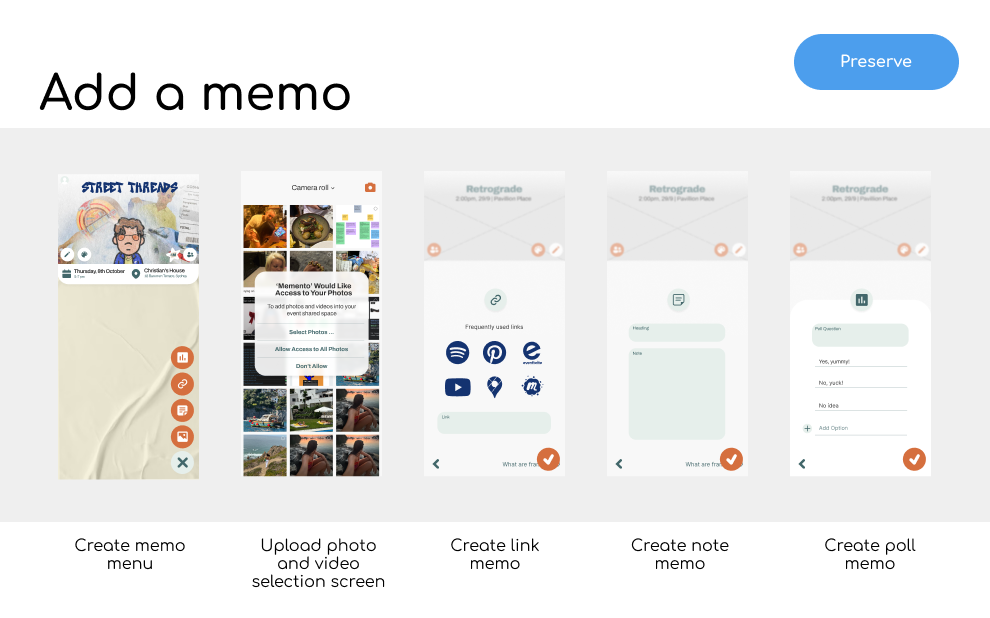 Preserve
Add a memo
STREET THREADS
Thursday, 8th October
Christian's House
Camera roll
'Memento' Would Like
Access to Your Photos
To add photos and videos into your
event shared space
Select Photos ...
Allow Access to All Photos
Don't Allow
Retrograde
2:00pm, 29/9 | Pavilion Place
Frequently used links
eventbrite
Link
What are fra
Retrograde
2:00pm, 29/9 | Pavilion Place
Heading
Note
What are fra
Retrograde
2:00pm, 29/9 | Pavilion Place
Poll Question
Yes, yummy!
No, yuck!
No idea
Add Option
Create memo
menu
Upload photo
and video
selection screen
Create link
memo
Create note
memo
Create poll
memo